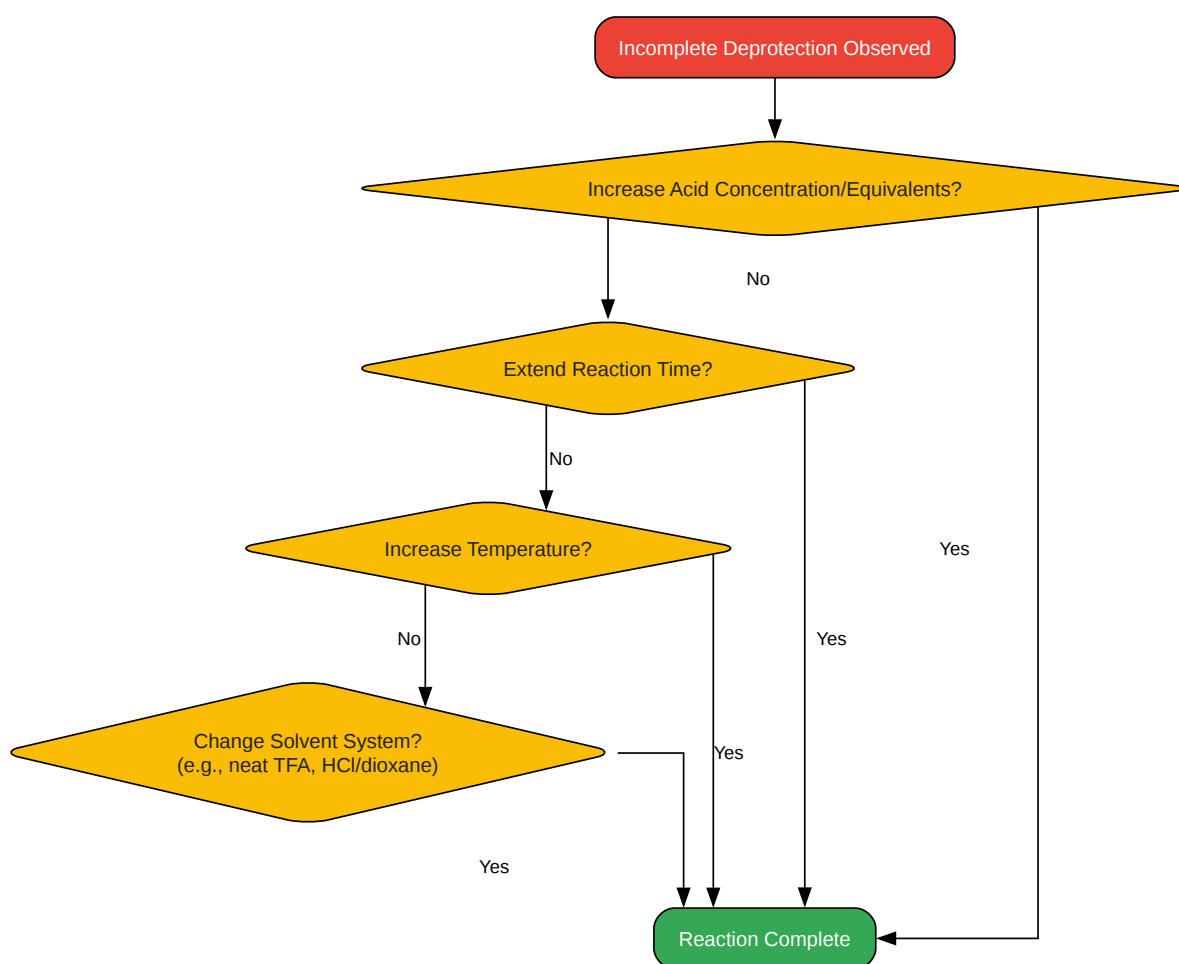 Incomplete Deprotection Observed
Increase Acid Concentration/Equivalents?
No
Extend Reaction Time?
No
Increase Temperature?
Yes
No
Yes
Change Solvent System?
(e.g., neat TFA, HCl/dioxane)
Yes
Yes
Reaction Complete